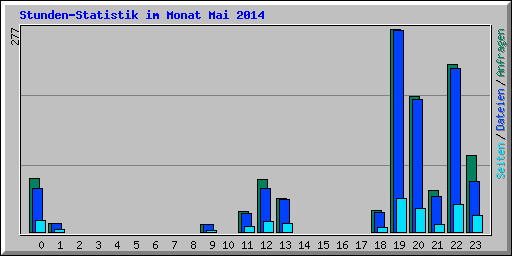 Stunden-Statistik im Monat Mai 2014
277
Seiten / Dateien / Anfragen
0 1 2 3 4 5 6 7 8 9 10 11 12 13 14 15 16 17 18 19 20 21 22 23